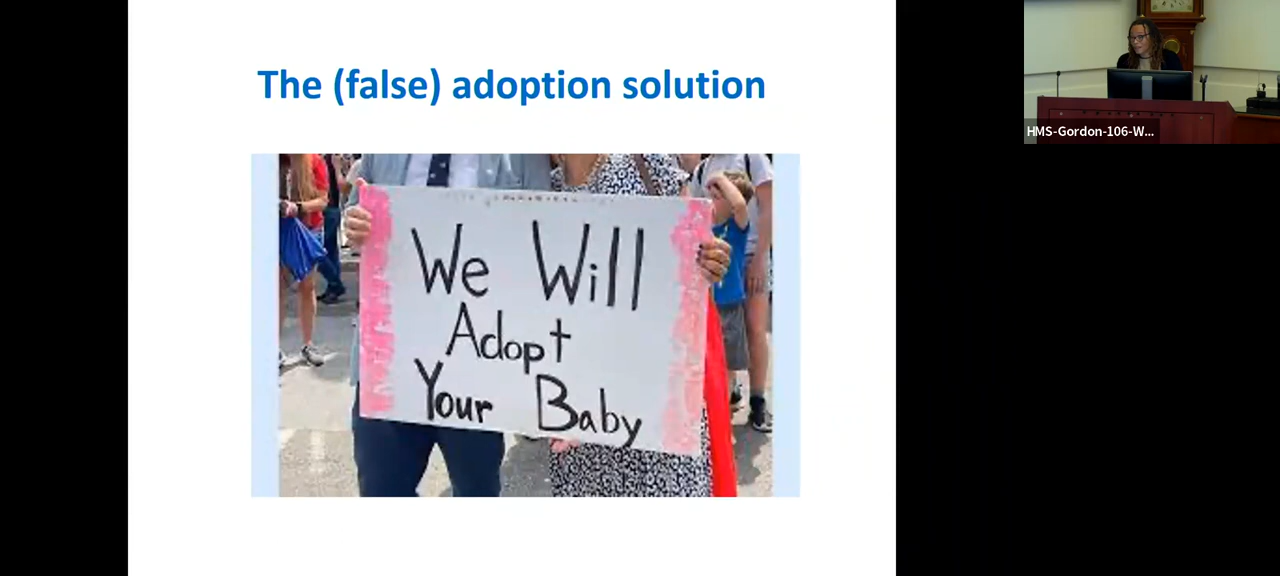 The (false) adoption solution
We Will
Adopt
Your Baby
HMS-Gordon-106-W...